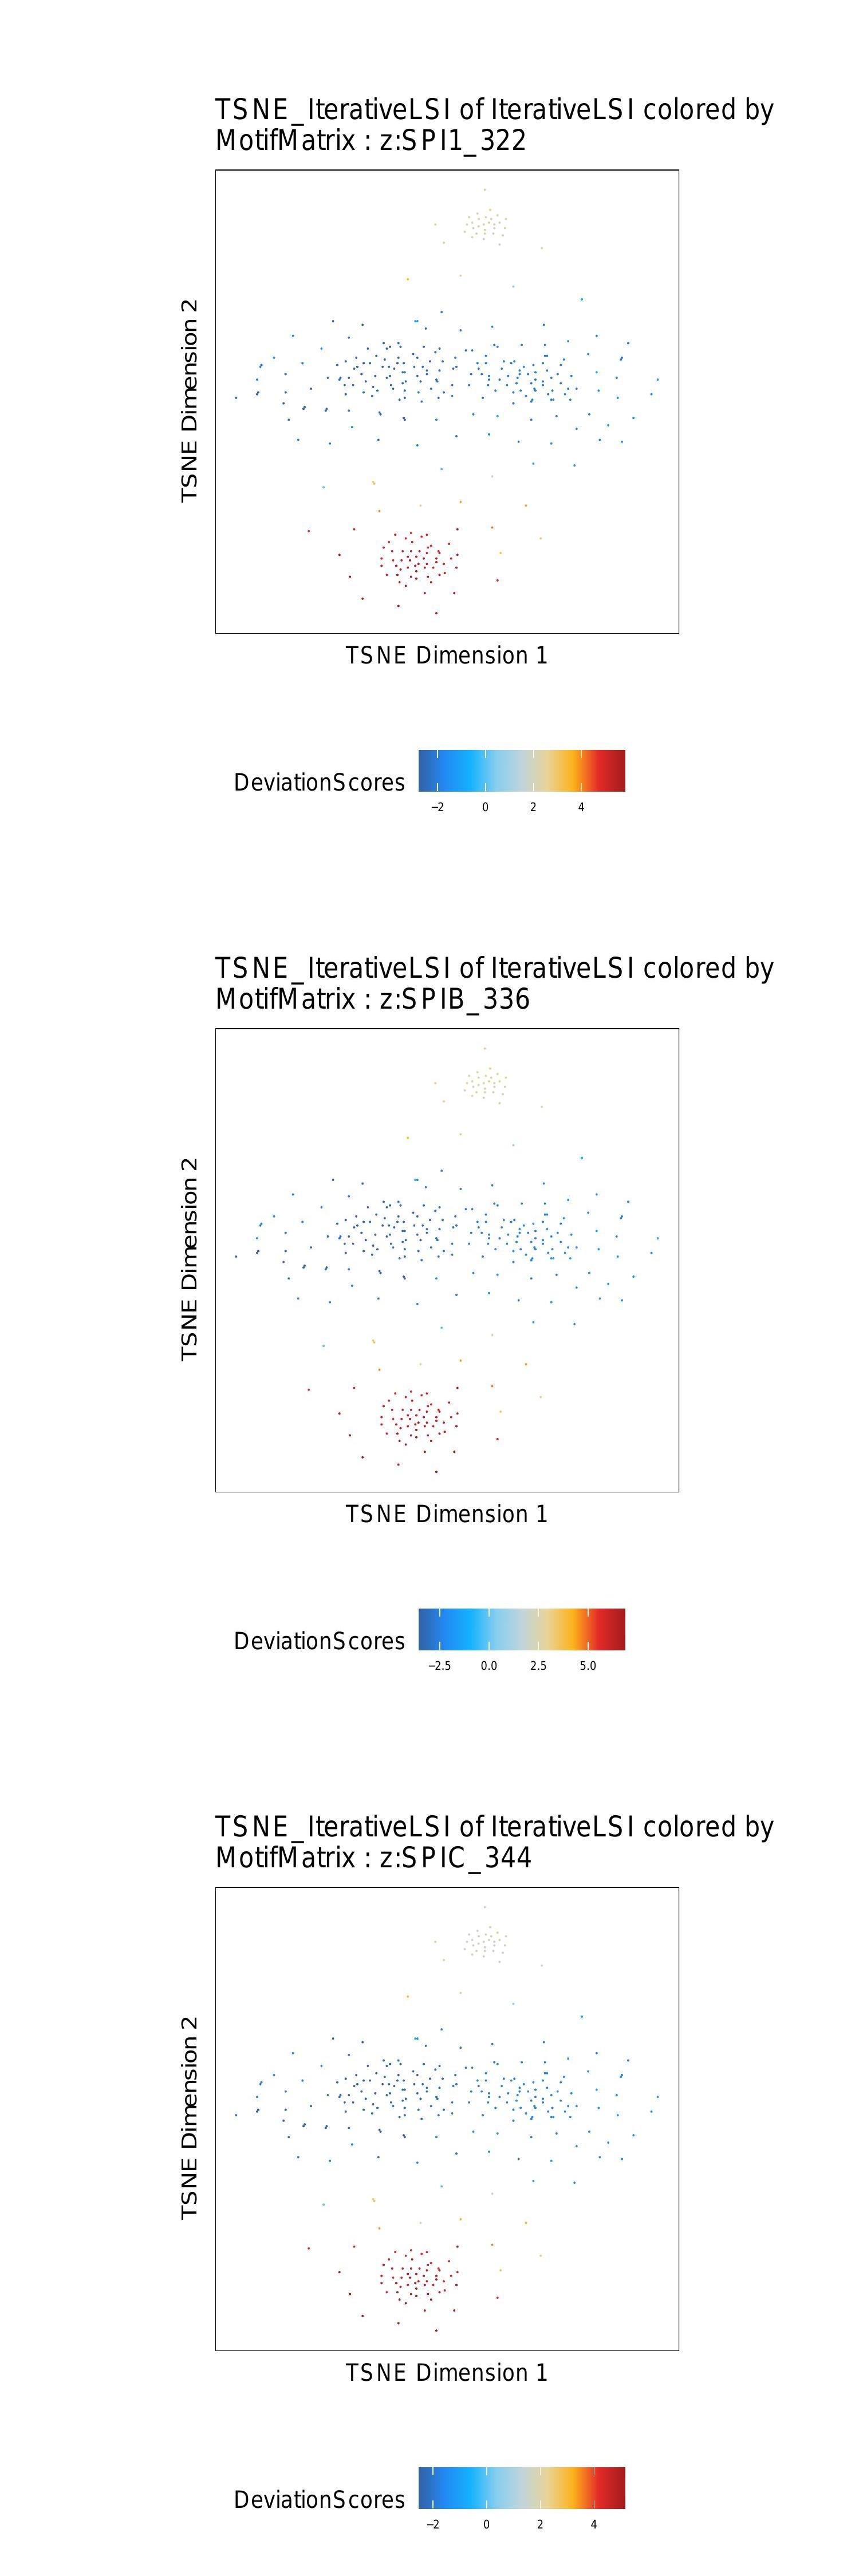 TSNE_IterativeLSI of IterativeLSI colored by
MotifMatrix : z:SPI1_322
TSNE Dimension 2
TSNE Dimension 1
DeviationScores
−2 0 2 4
TSNE_IterativeLSI of IterativeLSI colored by
MotifMatrix : z:SPIB_336
TSNE Dimension 2
TSNE Dimension 1
DeviationScores
−2.5 0.0 2.5 5.0
TSNE_IterativeLSI of IterativeLSI colored by
MotifMatrix : z:SPIC_344
TSNE Dimension 2
TSNE Dimension 1
DeviationScores
−2 0 2 4